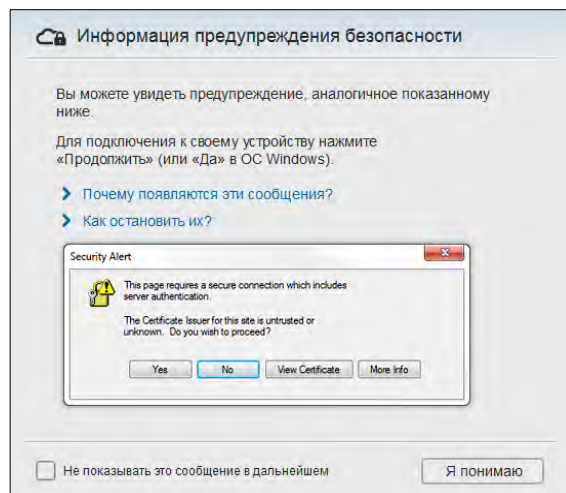 Информация предупреждения безопасности
Вы можете увидеть предупреждение, аналогичное показанному
ниже.
Для подключения к своему устройству нажмите
«Продолжить» (или «Да» в ОС Windows).
Почему появляются эти сообщения?
Как остановить их?
Security Alert
This page requires a secure connection which includes
server authentication.
The Certificate Issuer for this site is untrusted or
unknown. Do you wish to proceed?
Yes No View Certificate More Info
Не показывать это сообщение в дальнейшем
Я понимаю